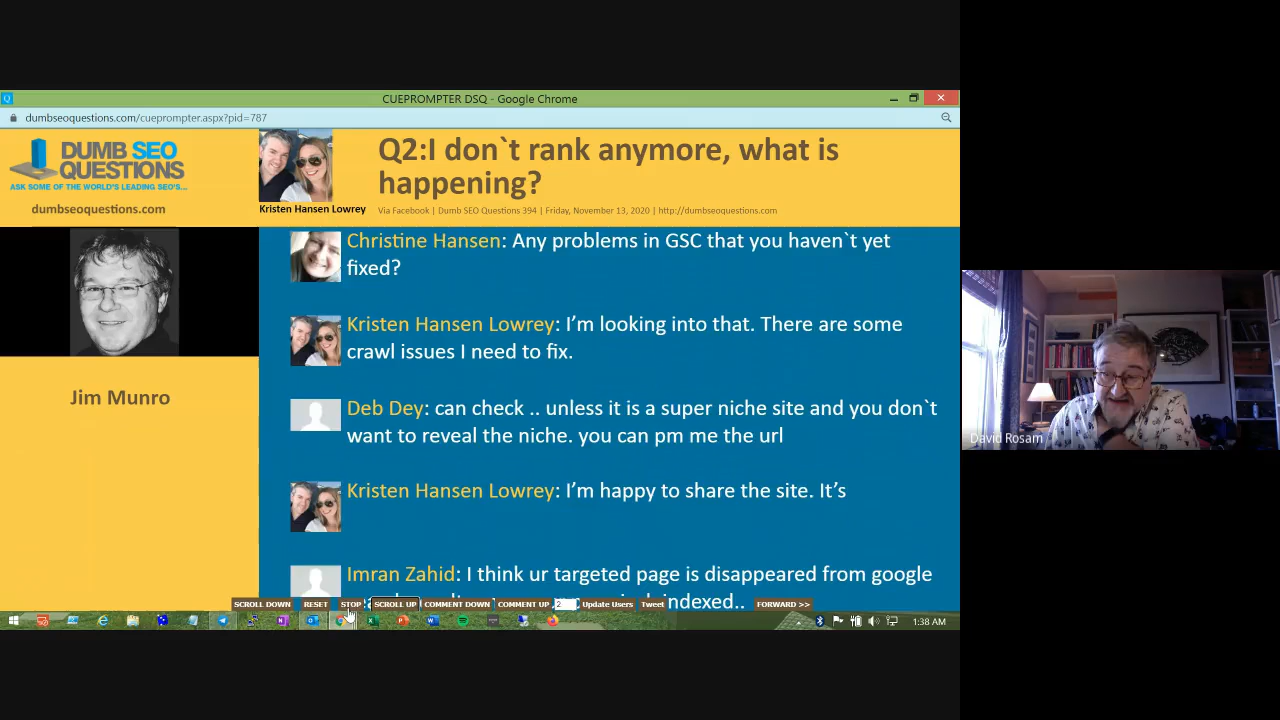 CUEPROMPTER DSQ - Google Chrome
dumbseoquestions.com/cueprompter.aspx?pid=787
DUMB SEO
QUESTIONS
ASK SOME OF THE WORLD'S LEADING SEO'S...
dumbseoquestions.com
Kristen Hansen Lowrey
Q2:I don`t rank anymore, what is
happening?
Via Facebook | Dumb SEO Questions 394 | Friday, November 13, 2020 | http://dumbseoquestions.com
Jim Munro
Christine Hansen: Any problems in GSC that you haven`t yet
fixed?
Kristen Hansen Lowrey: I’m looking into that. There are some
crawl issues I need to fix.
Deb Dey: can check .. unless it is a super niche site and you don`t
want to reveal the niche. you can pm me the url
Kristen Hansen Lowrey: I’m happy to share the site. It’s
Imran Zahid: I think ur targeted page is disappeared from google
indexed..
SCROLL DOWN RESET STOP SCROLL UP COMMENT DOWN COMMENT UP 2 Update Users Tweet FORWARD >>
1:38 AM
David Rosam